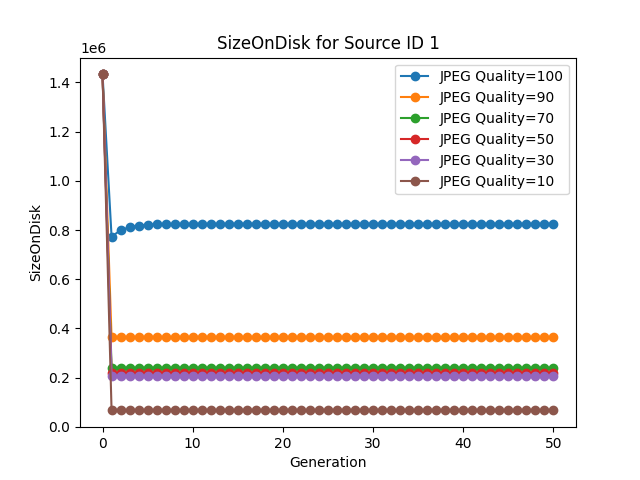 SizeOnDisk for Source ID 1
1e6
JPEG Quality=100
JPEG Quality=90
JPEG Quality=70
JPEG Quality=50
JPEG Quality=30
JPEG Quality=10
1.4
1.2
1.0
0.8
0.6
0.4
0.2
0.0
SizeOnDisk
0 10 20 30 40 50
Generation